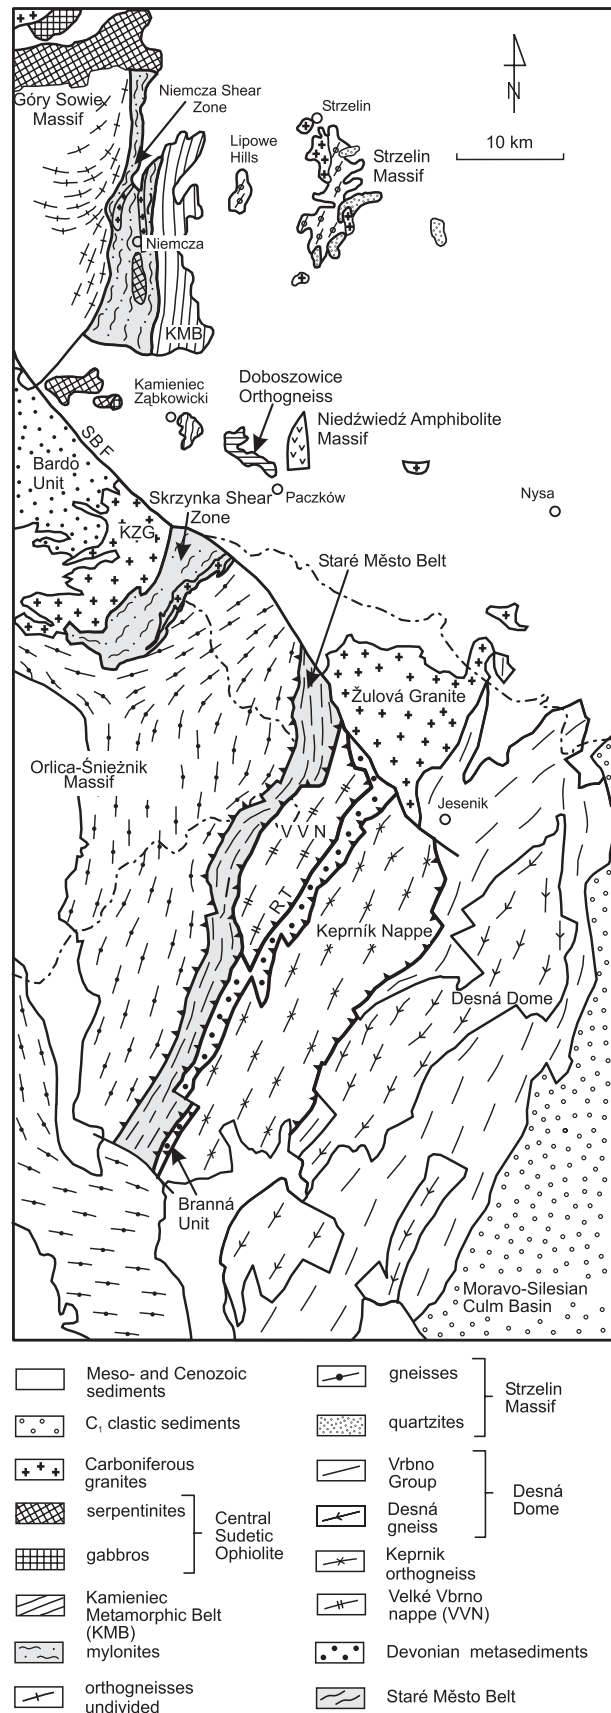 Góry Sowie
Massif
Niemcza Shear
Zone
Strzelin
N
10 km
Lipowe
Hills
Strzelin
Massif
Niemcza
KMB
Kamieniec
Ząbkowicki
Doboszowice
Orthogneiss
Niedźwiedź Amphibolite
Massif
SBF
Bardo
Unit
Skrzynka Shear
Zone
Paczków
Nysa
KZG
Staré Město Belt
Žulová Granite
Orlica-Śnieżnik
Massif
Jesenik
VVN
RT
Keprník Nappe
Desná Dome
Branná
Unit
Moravo-Silesian
Culm Basin
Meso- and Cenozoic
sediments
C₁ clastic sediments
Carboniferous
granites
serpentinites
gabbros
Central
Sudetic
Ophiolite
Kamieniec
Metamorphic Belt
(KMB)
mylonites
orthogneisses
undivided
gneisses
quartzites
Strzelin
Massif
Vrbno
Group
Desná
gneiss
Desná
Dome
Keprnik
orthogneiss
Velké Vbrno
nappe (VVN)
Devonian metasediments
Staré Město Belt